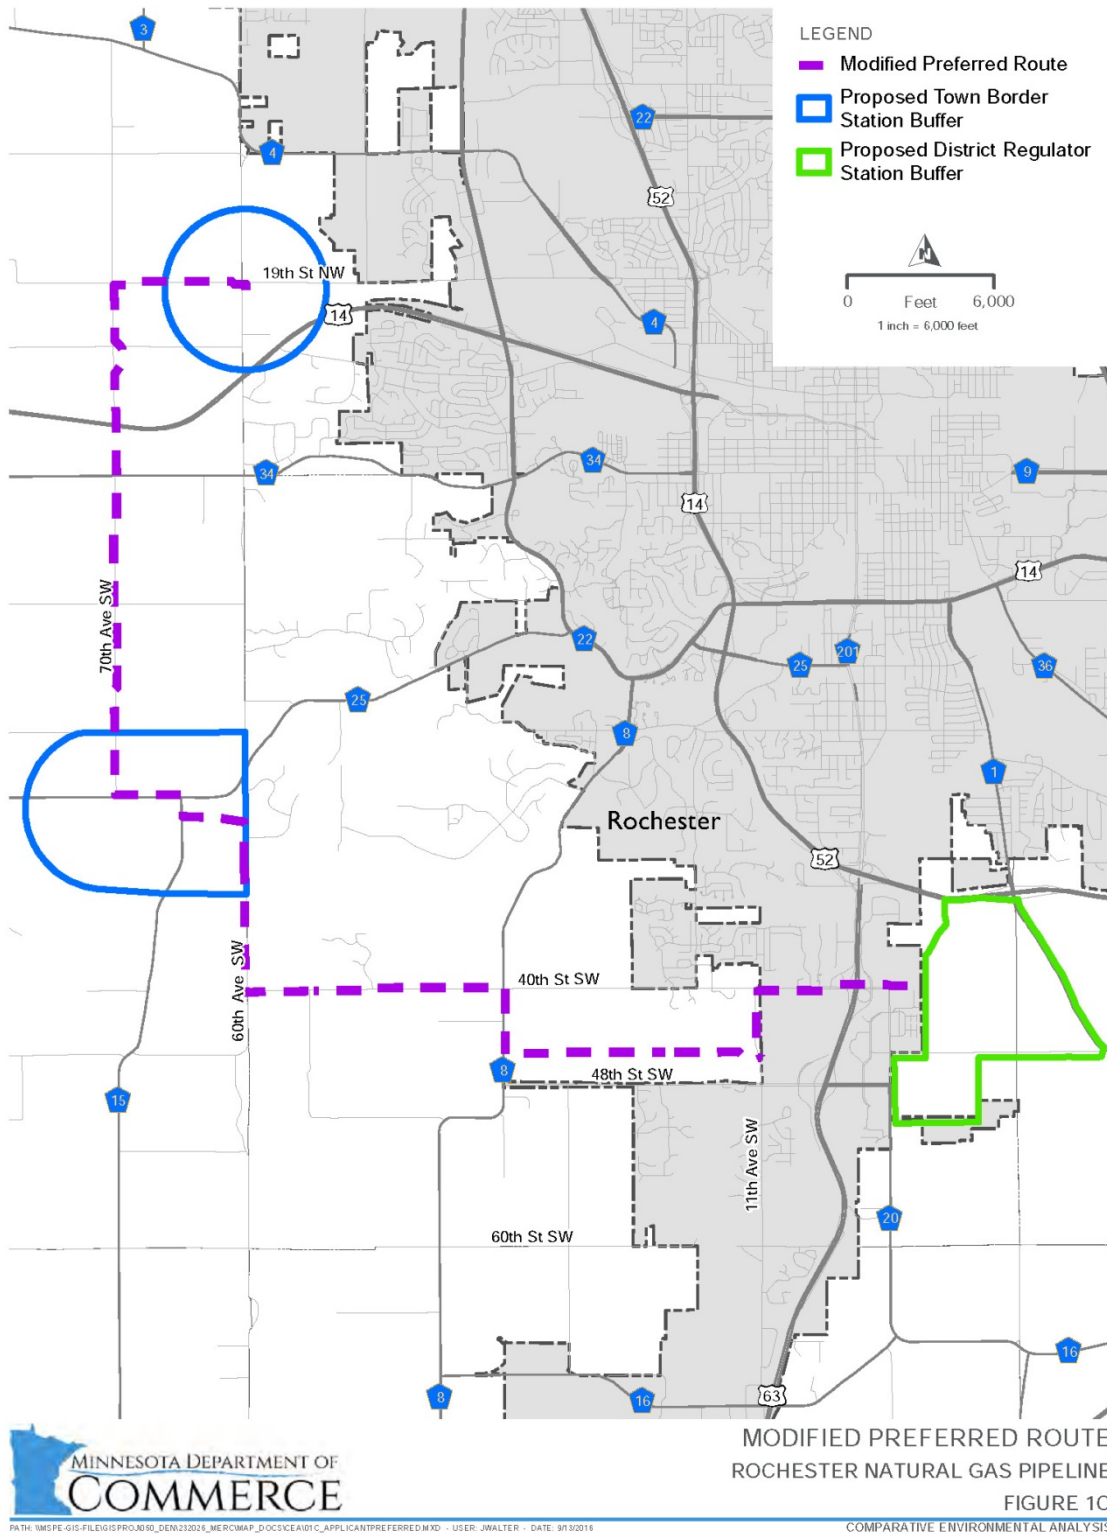 LEGEND
Modified Preferred Route
Proposed Town Border
Station Buffer
Proposed District Regulator
Station Buffer
N
0 Feet 6,000
1 inch = 6,000 feet
3
22
4
52
19th St NW
14
4
34
34
9
14
14
70th Ave SW
22
201
25
36
25
8
1
Rochester
52
60th Ave SW
40th St SW
8
48th St SW
15
11th Ave SW
20
60th St SW
16
8
16
63
MINNESOTA DEPARTMENT OF
COMMERCE
MODIFIED PREFERRED ROUTE
ROCHESTER NATURAL GAS PIPELINE
FIGURE 1C
COMPARATIVE ENVIRONMENTAL ANALYSIS